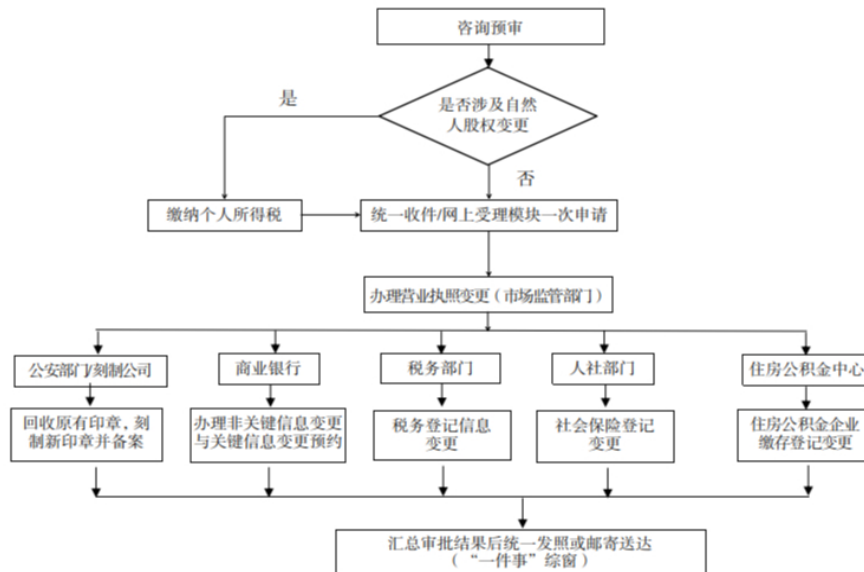 咨询预审
是否涉及自然
人股权变更
是
否
缴纳个人所得税
统一收件/网上受理模块一次申请
办理营业执照变更（市场监管部门）
公安部门/刻制公司
商业银行
税务部门
人社部门
住房公积金中心
回收原有印章、刻
制新印章并备案
办理非关键信息变更
与关键信息变更预约
税务登记信息
变更
社会保险登记
变更
住房公积金企业
缴存登记变更
汇总审批结果后统一发照或邮寄送达
（“一件事”综窗）